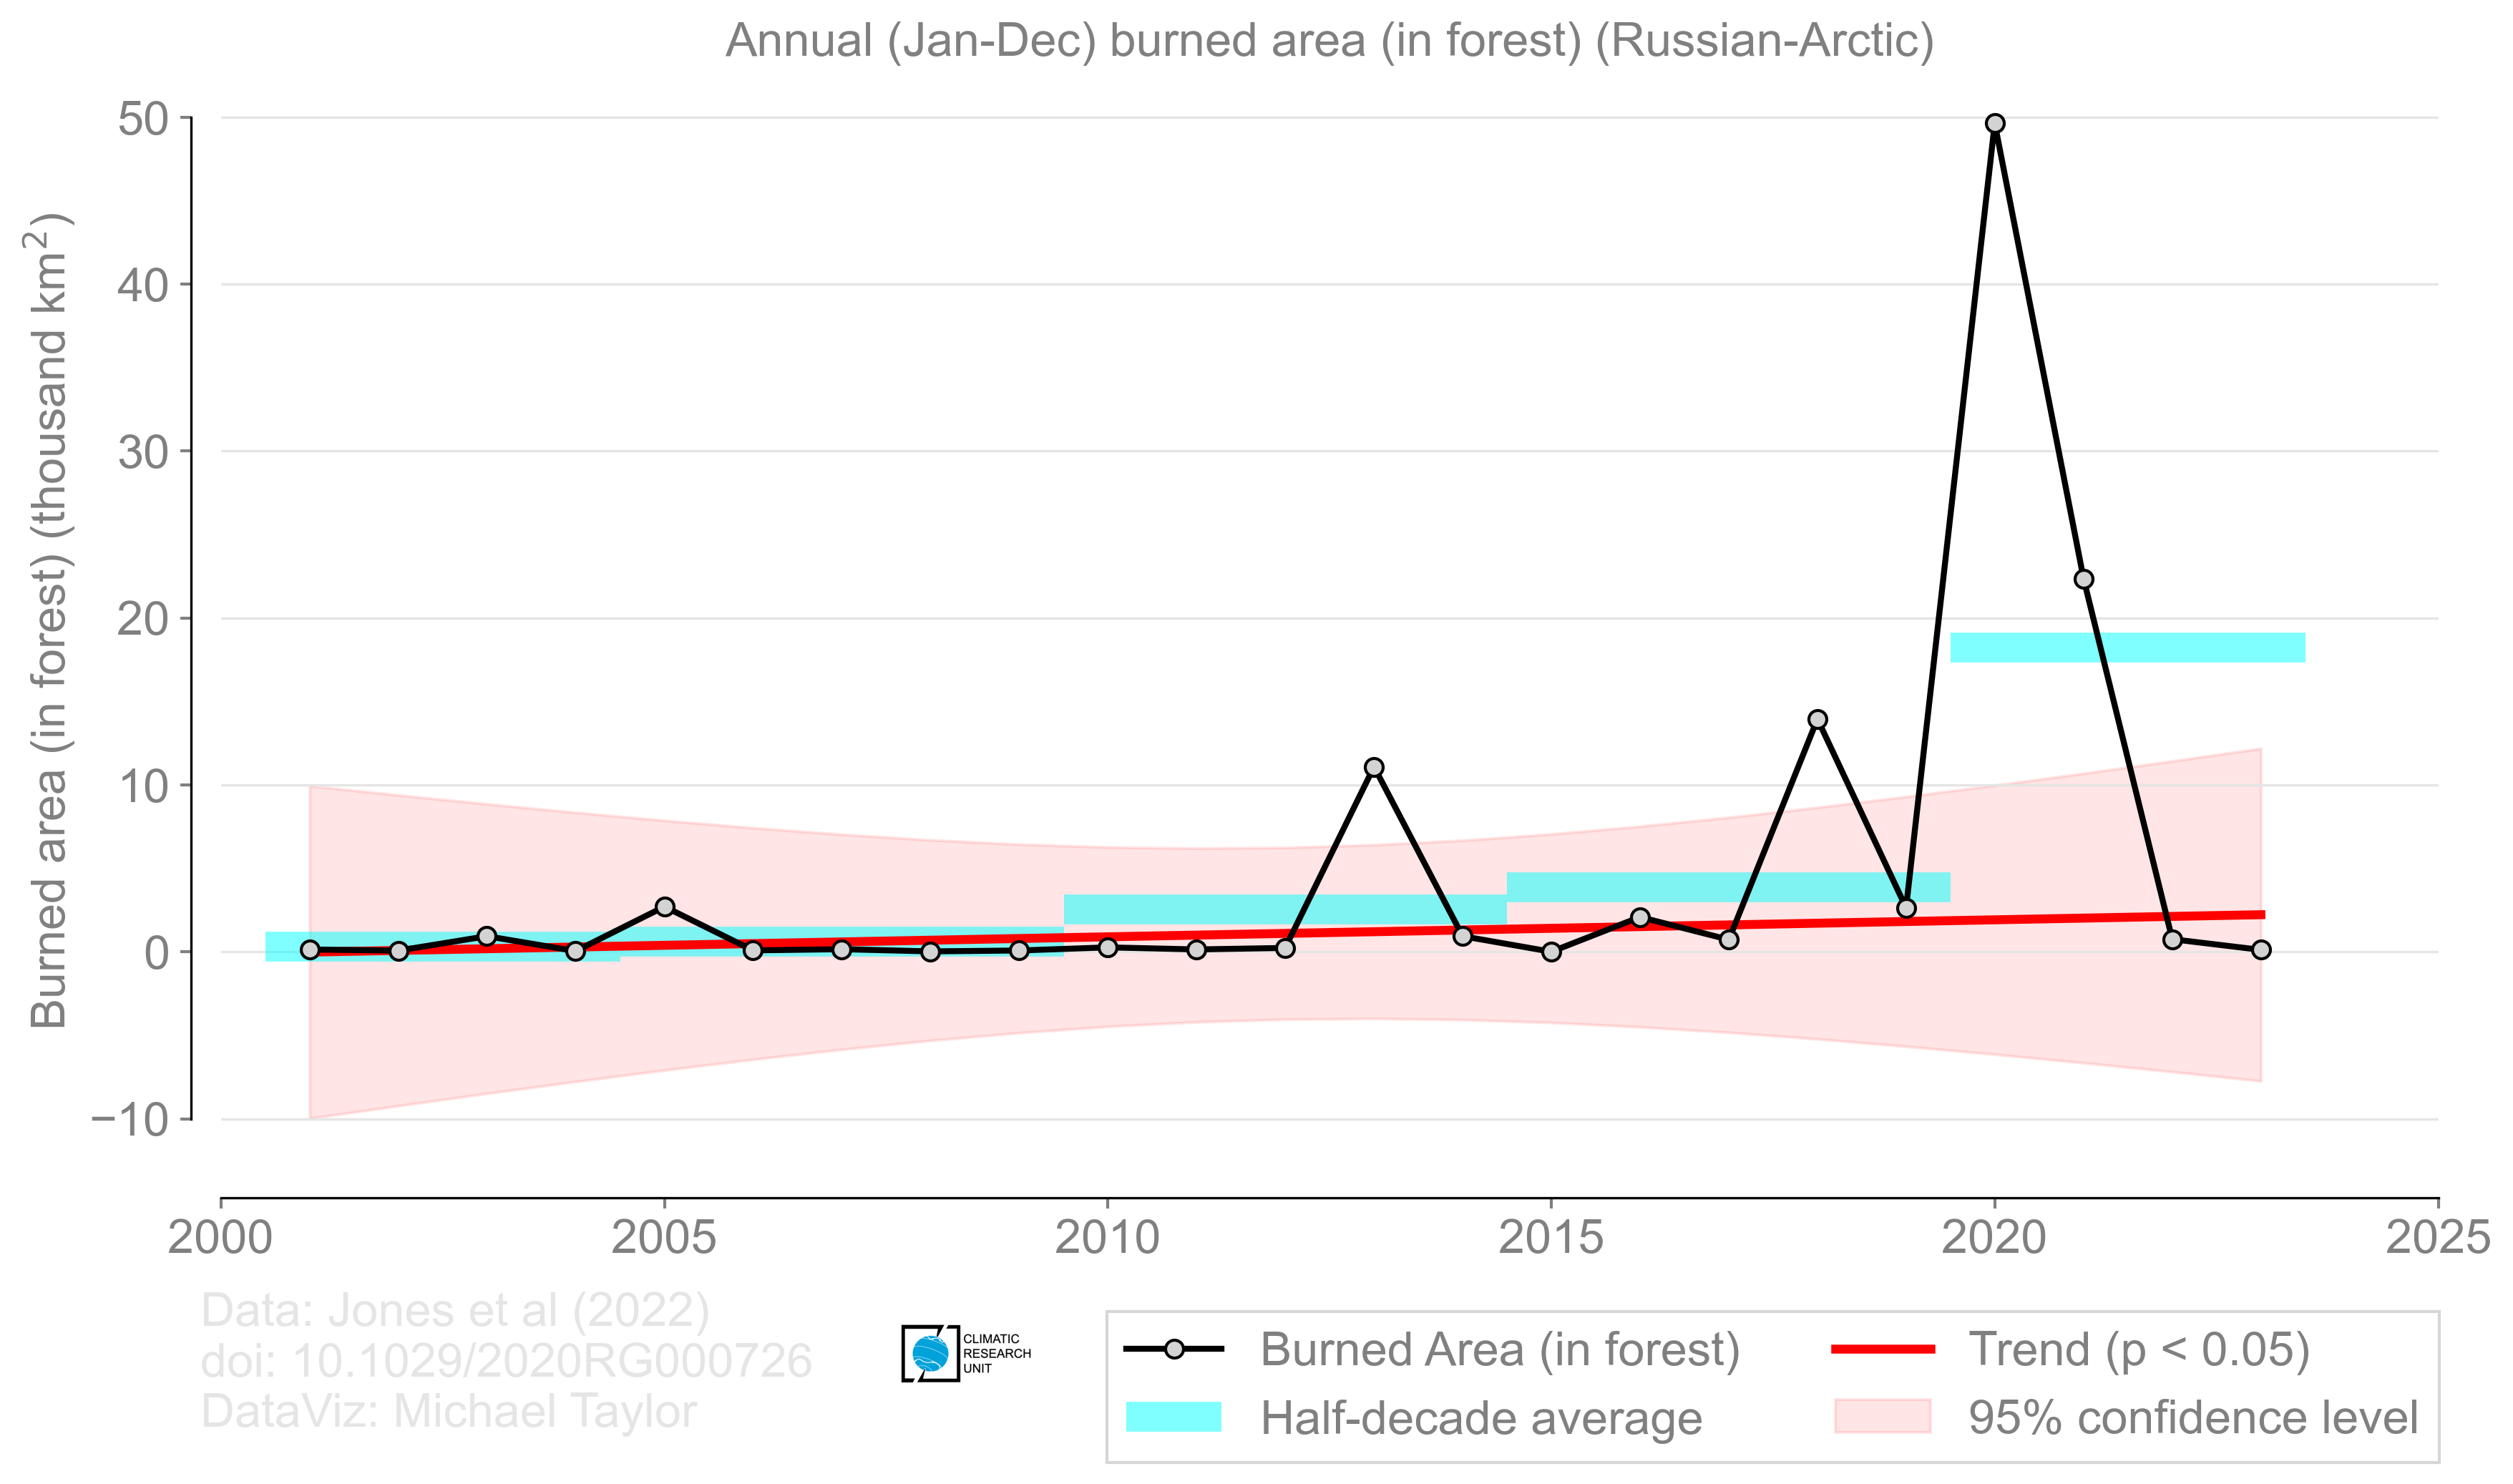 Annual (Jan-Dec) burned area (in forest) (Russian-Arctic)
Burned area (in forest) (thousand km²)
50
40
30
20
10
0
−10
2000
2005
2010
2015
2020
2025
Data: Jones et al (2022)
doi: 10.1029/2020RG000726
DataViz: Michael Taylor
CLIMATIC
RESEARCH
UNIT
Burned Area (in forest)
Half-decade average
Trend (p < 0.05)
95% confidence level